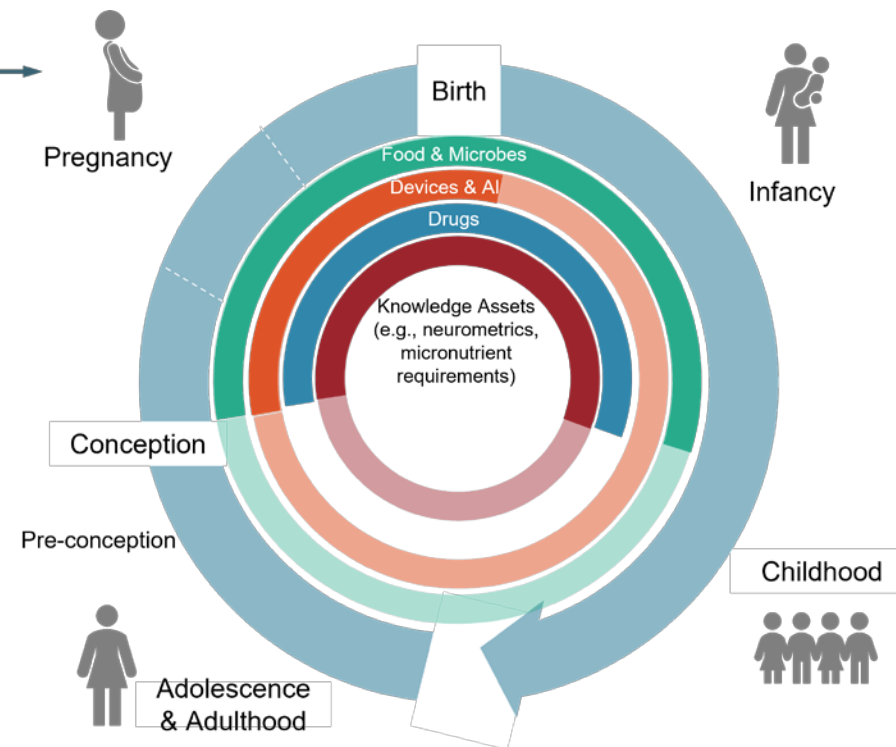 Birth
Pregnancy
Infancy
Food & Microbes
Devices & AI
Drugs
Knowledge Assets
(e.g., neurometrics,
micronutrient
requirements)
Conception
Pre-conception
Childhood
Adolescence
& Adulthood